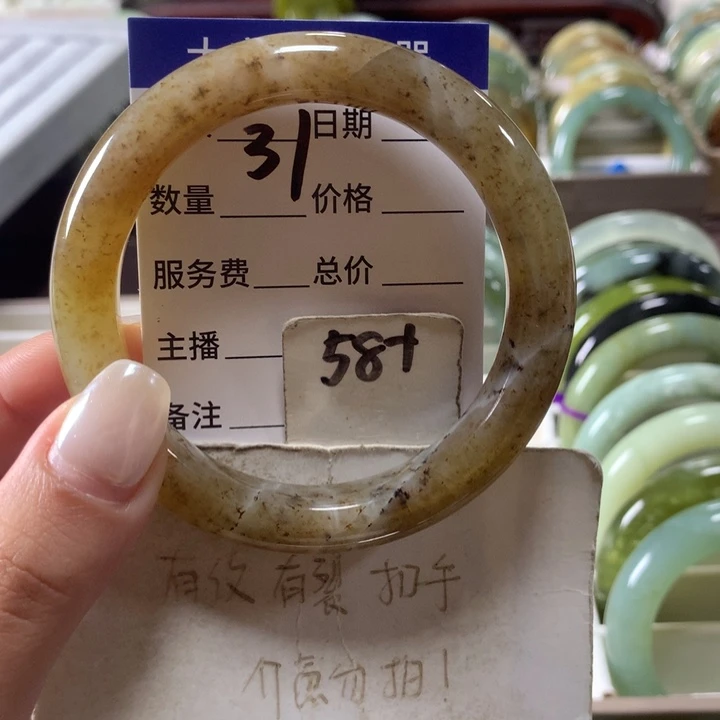 31 日期
数量 价格
服务费 总价
主播
58+
备注
有纹有裂 扣手
介意勿拍!